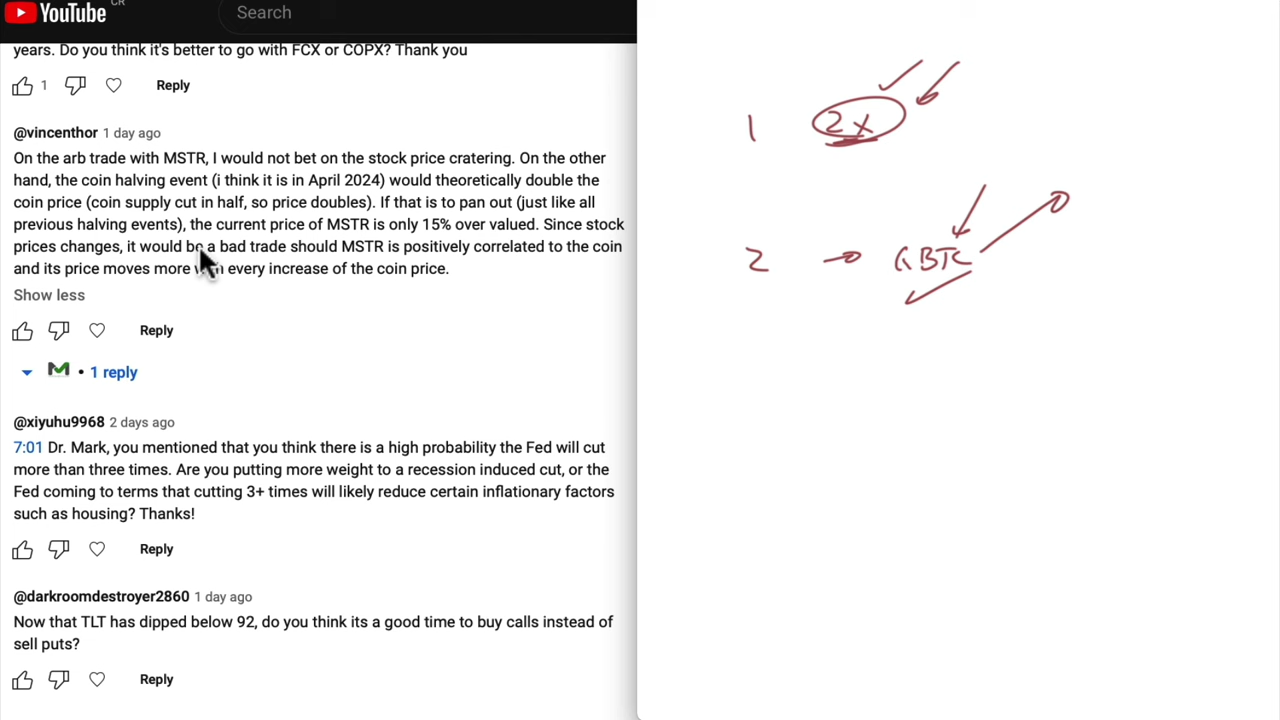 YouTube CR
Search
years. Do you think it's better to go with FCX or COPX? Thank you
1 Reply
@vincenthor 1 day ago
On the arb trade with MSTR, I would not bet on the stock price cratering. On the other
hand, the coin halving event (i think it is in April 2024) would theoretically double the
coin price (coin supply cut in half, so price doubles). If that is to pan out (just like all
previous halving events), the current price of MSTR is only 15% over valued. Since stock
prices changes, it would be a bad trade should MSTR is positively correlated to the coin
and its price moves more with every increase of the coin price.
Show less
Reply
M • 1 reply
@xiyuhu9968 2 days ago
7:01 Dr. Mark, you mentioned that you think there is a high probability the Fed will cut
more than three times. Are you putting more weight to a recession induced cut, or the
Fed coming to terms that cutting 3+ times will likely reduce certain inflationary factors
such as housing? Thanks!
Reply
@darkroomdestroyer2860 1 day ago
Now that TLT has dipped below 92, do you think its a good time to buy calls instead of
sell puts?
Reply
1 2x
2 → GBTC